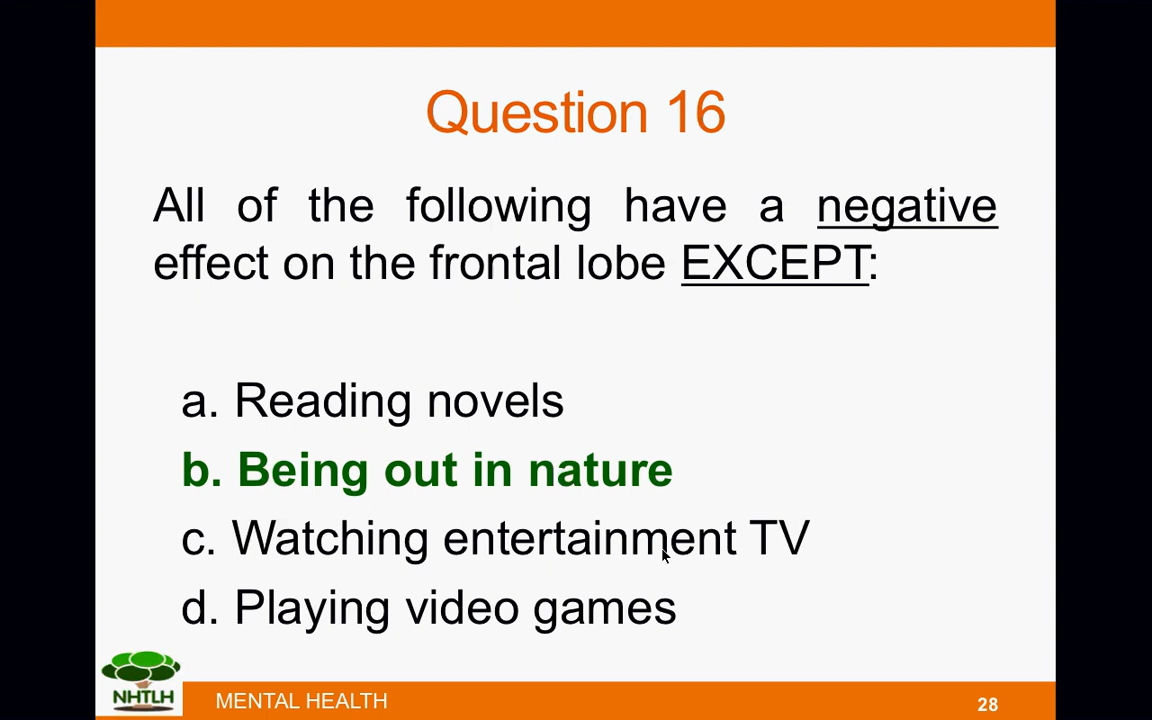 Question 16
All of the following have a negative
effect on the frontal lobe EXCEPT:
a. Reading novels
b. Being out in nature
c. Watching entertainment TV
d. Playing video games
NHTLH
MENTAL HEALTH
28